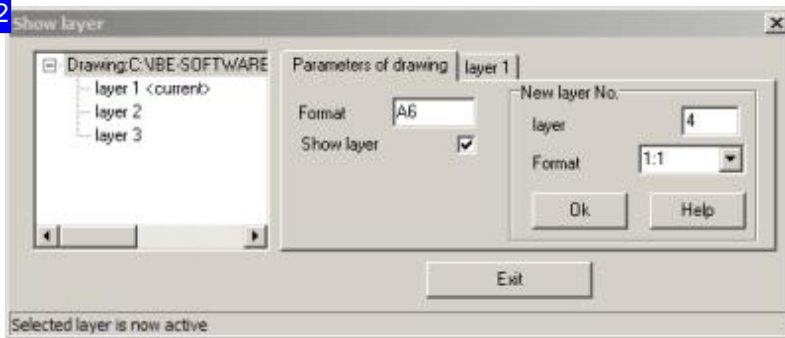 2
Show layer
Drawing:C:\IBE-SOFTWARE
layer 1 <current>
layer 2
layer 3
Parameters of drawing
layer 1
Format
A6
Show layer
New layer No.
layer
4
Format
1:1
Ok
Help
Exit
Selected layer is now active